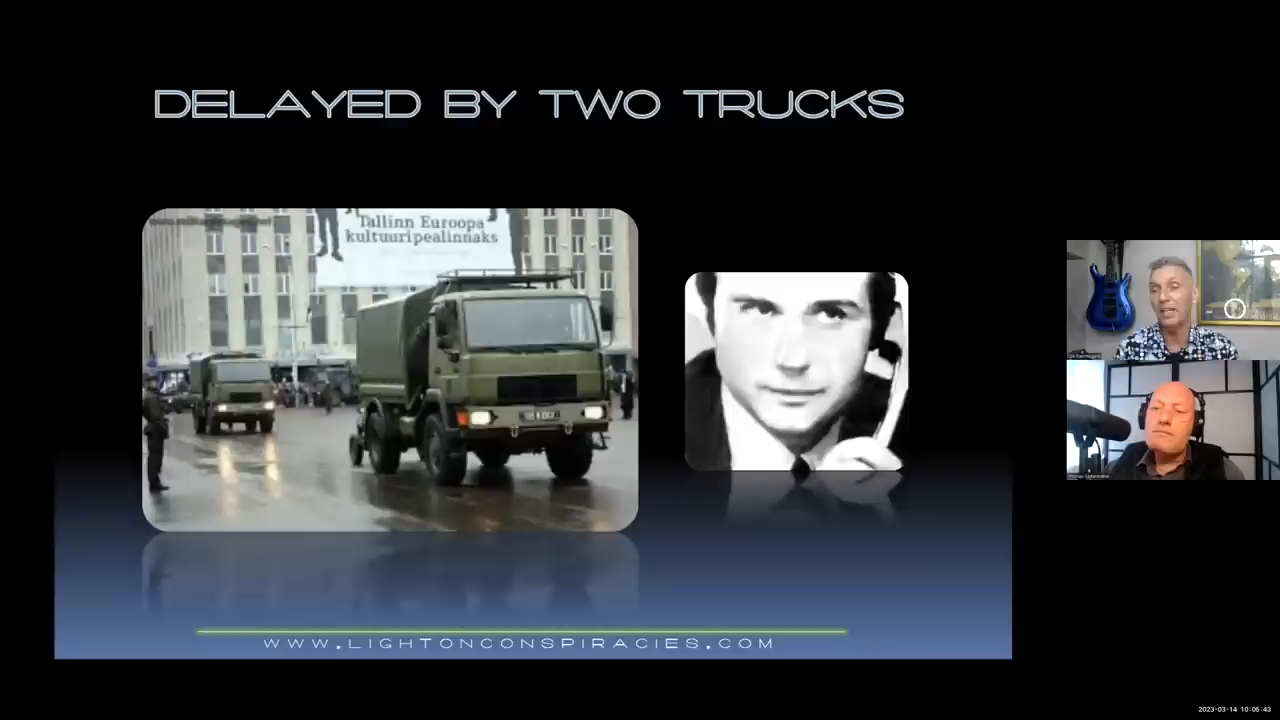 DELAYED BY TWO TRUCKS
Tallinn Euroopa
kultuuripealinnaks
WWW.LIGHTONCONSPIRACIES.COM
2023-03-14 10:05:43